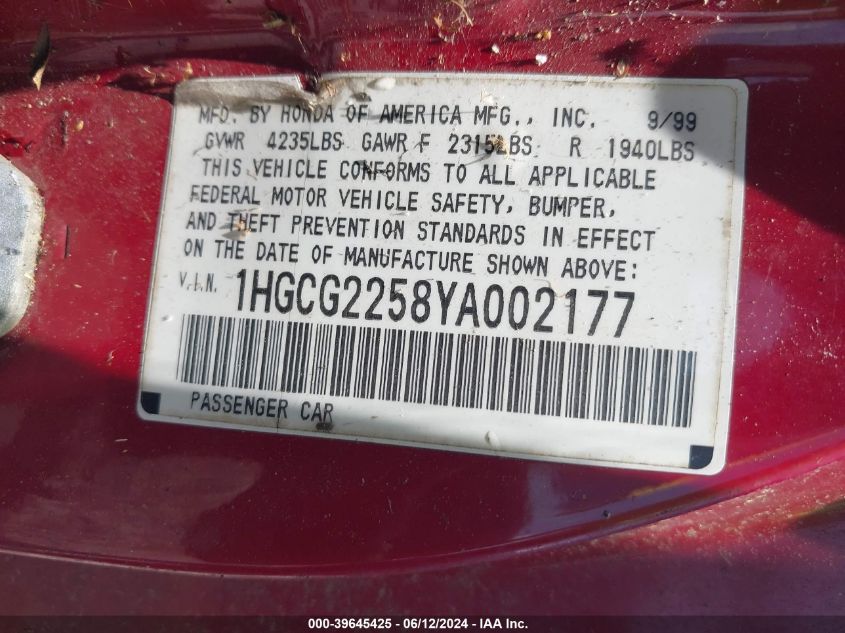 MFD. BY HONDA OF AMERICA MFG., INC. 9/99
GVWR 4235LBS GAWR F 2315LBS R 1940LBS
THIS VEHICLE CONFORMS TO ALL APPLICABLE
FEDERAL MOTOR VEHICLE SAFETY, BUMPER,
AND THEFT PREVENTION STANDARDS IN EFFECT
ON THE DATE OF MANUFACTURE SHOWN ABOVE:
V.I.N. 1HGCG2258YA002177
PASSENGER CAR
000-39645425 - 06/12/2024 - IAA Inc.